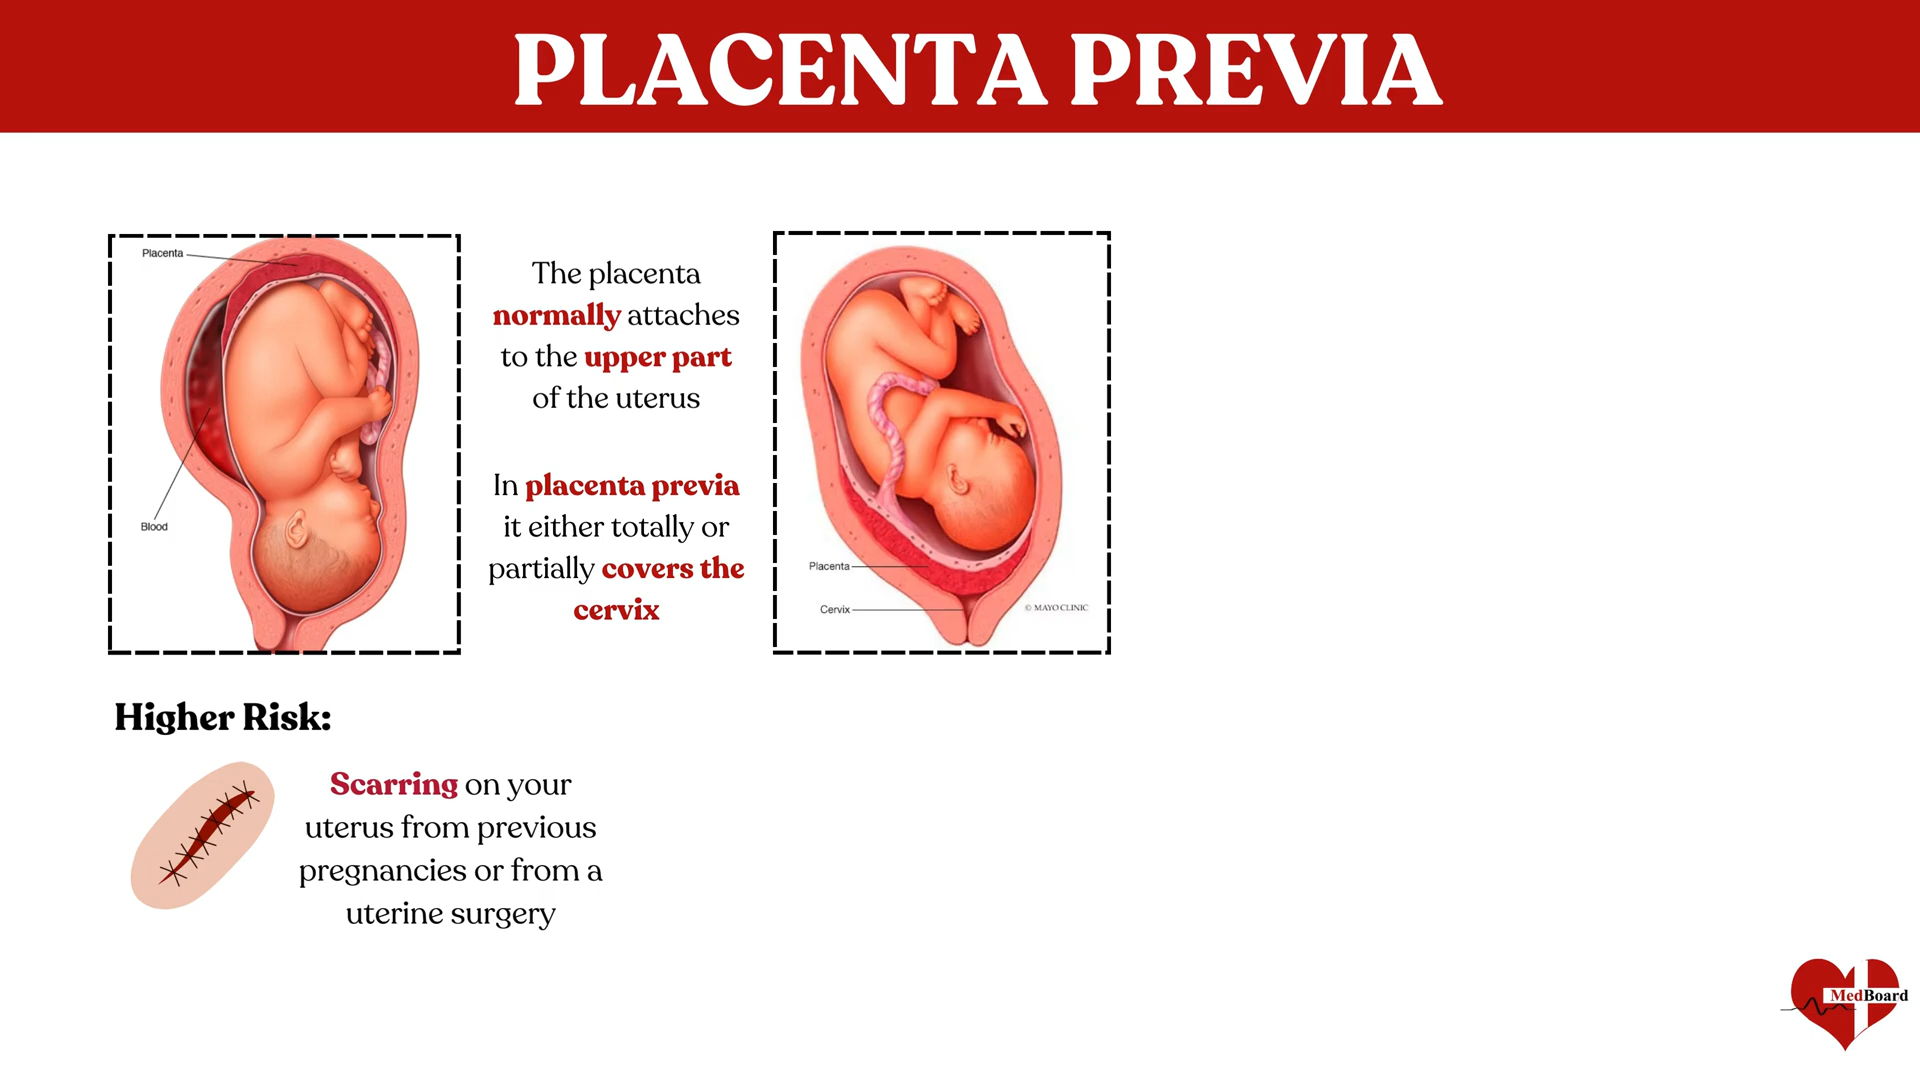 PLACENTA PREVIA
Placenta
Blood
The placenta
normally attaches
to the upper part
of the uterus
In placenta previa
it either totally or
partially covers the
cervix
Placenta
Cervix
© MAYO CLINIC
Higher Risk:
Scarring on your
uterus from previous
pregnancies or from a
uterine surgery
MedBoard